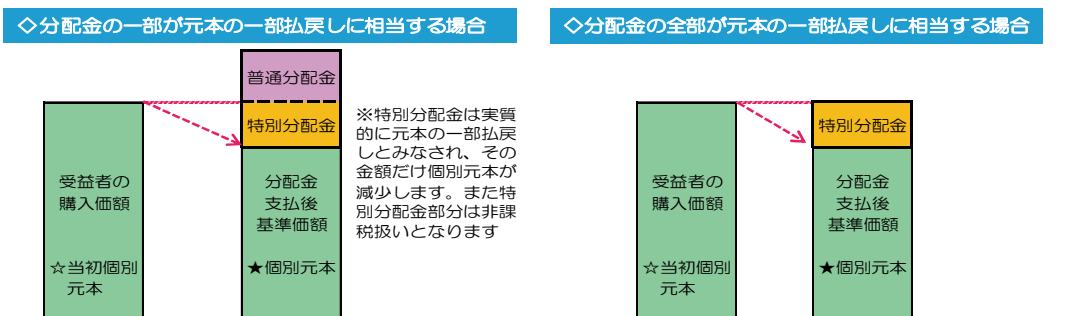 ◇分配金の一部が元本の一部払戻しに相当する場合
普通分配金
特別分配金
受益者の
購入価額
☆当初個別
元本
分配金
支払後
基準価額
★個別元本
※特別分配金は実質
的に元本の一部払戻
しとみなされ、その
金額だけ個別元本が
減少します。また特
別分配金部分は非課
税扱いとなります
◇分配金の全部が元本の一部払戻しに相当する場合
特別分配金
受益者の
購入価額
☆当初個別
元本
分配金
支払後
基準価額
★個別元本